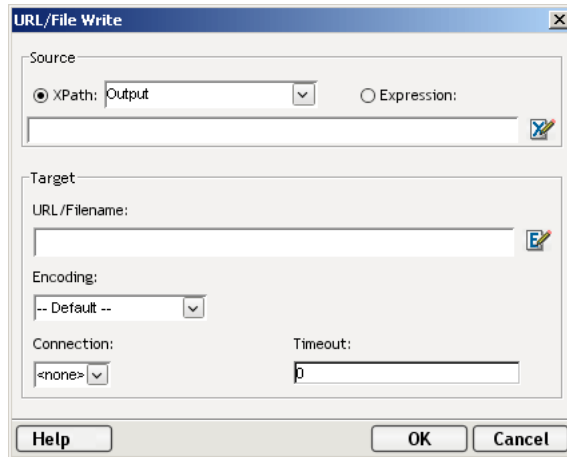 URL/File Write
Source
XPath: Output Expression:
Target
URL/Filename:
Encoding:
-- Default --
Connection: Timeout:
<none> 0
Help OK Cancel